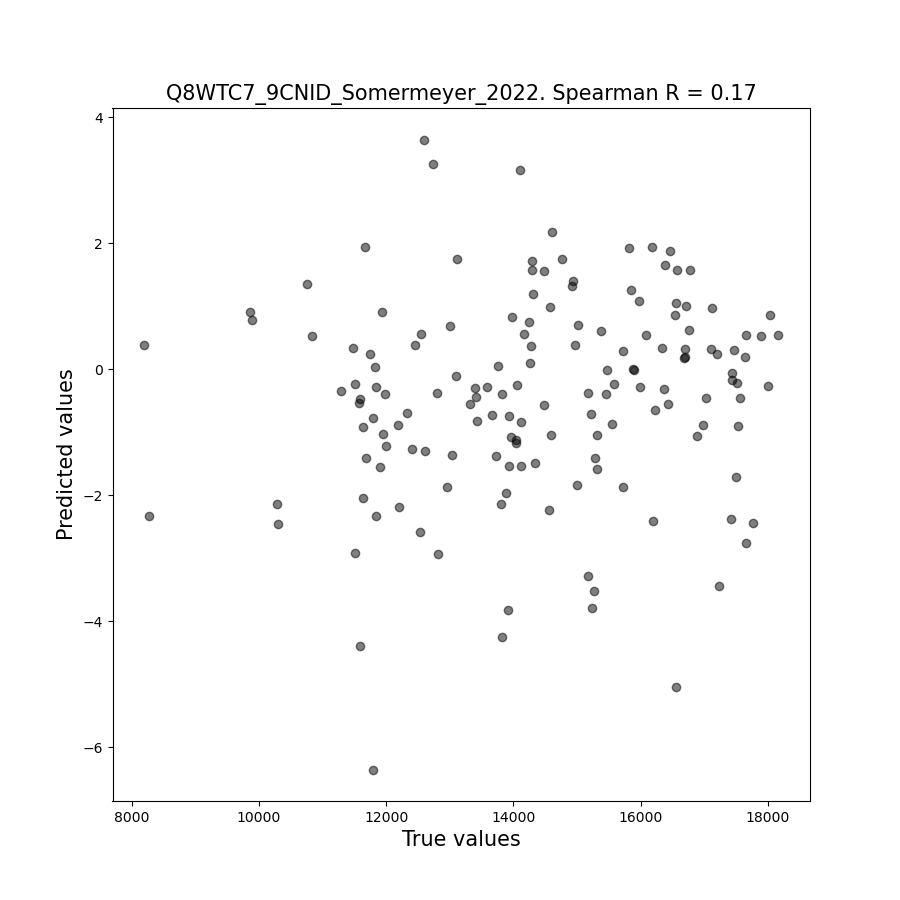 Q8WTC7_9CNID_Somermeyer_2022. Spearman R = 0.17
4
2
0
−2
−4
−6
Predicted values
8000 10000 12000 14000 16000 18000
True values